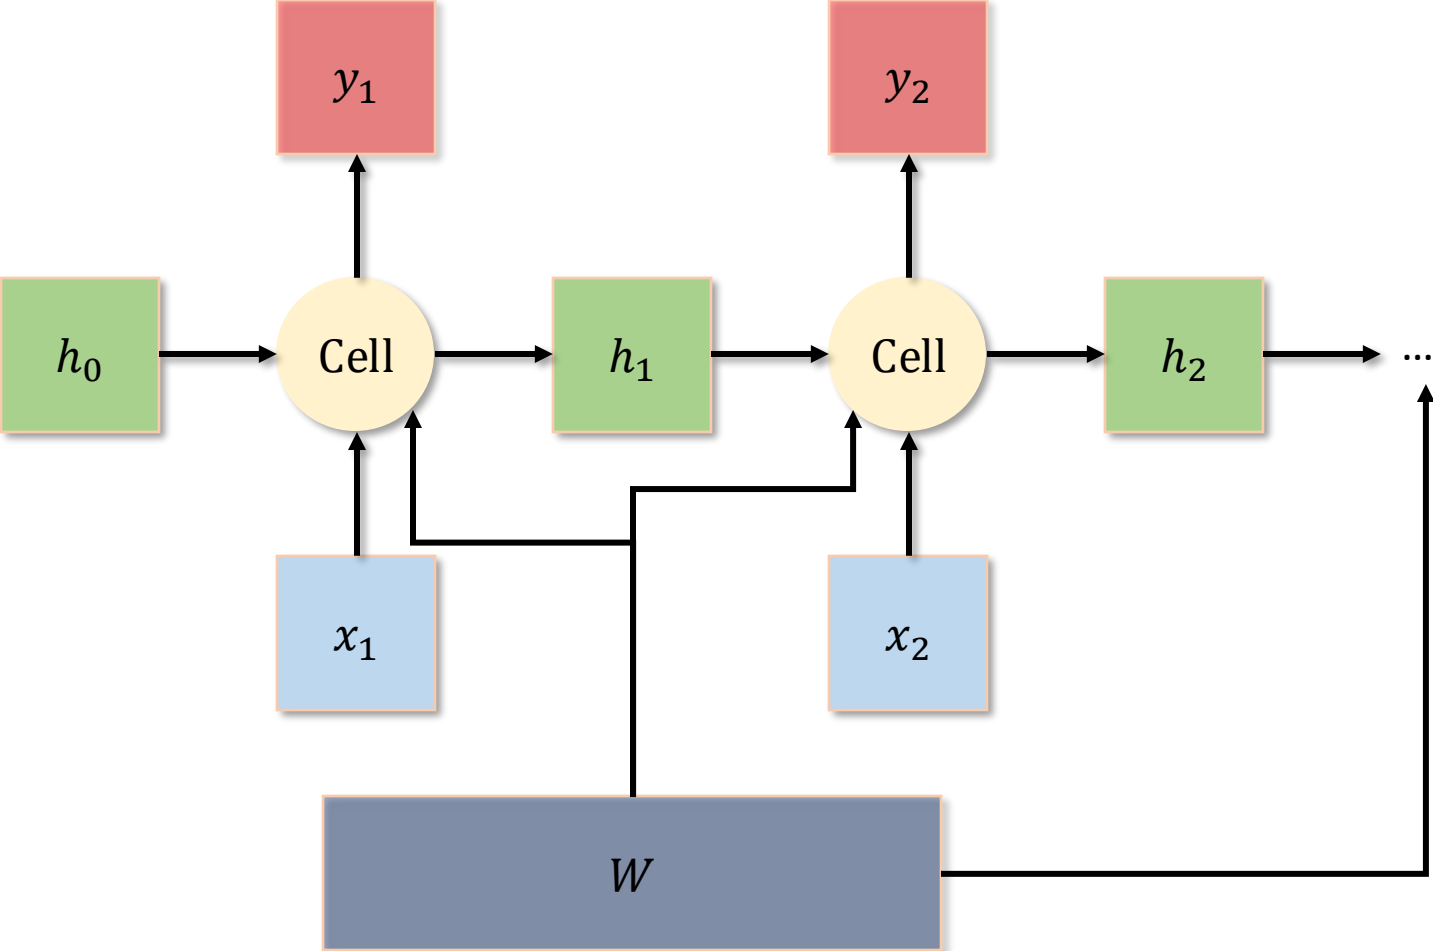 y₁ y₂
h₀ Cell h₁ Cell h₂ ...
x₁ x₂
W